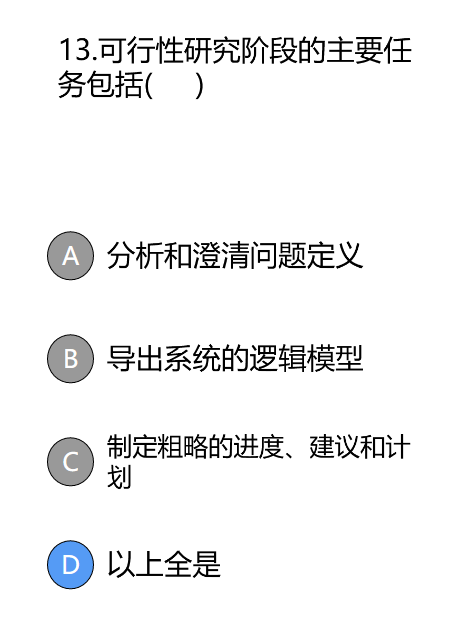 13.可行性研究阶段的主要任
务包括(     )
A 分析和澄清问题定义
B 导出系统的逻辑模型
C 制定粗略的进度、建议和计
划
D 以上全是